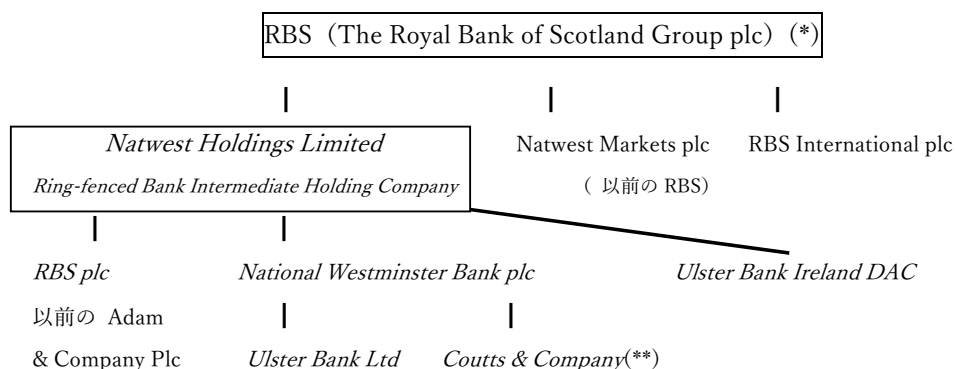 RBS（The Royal Bank of Scotland Group plc）(*)
Natwest Holdings Limited
Ring-fenced Bank Intermediate Holding Company
Natwest Markets plc
（ 以前の RBS）
RBS International plc
RBS plc
以前の Adam
& Company Plc
National Westminster Bank plc
Ulster Bank Ireland DAC
Ulster Bank Ltd
Coutts & Company(**)